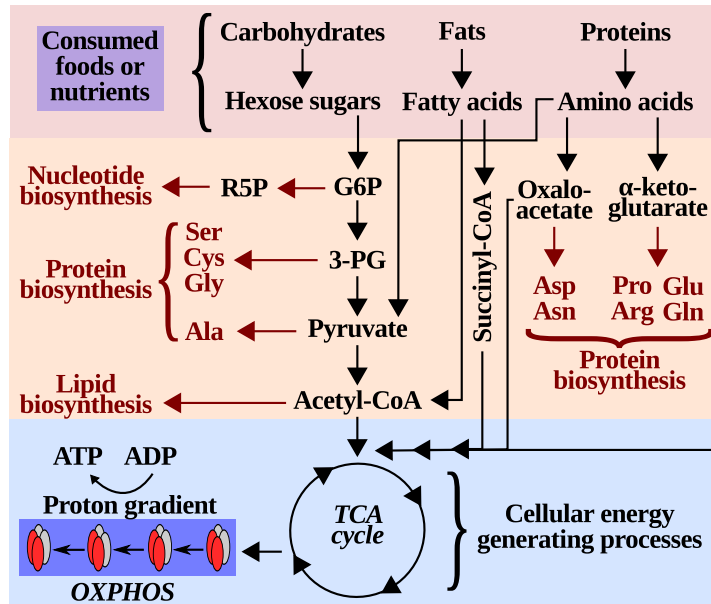 Consumed
foods or
nutrients
Carbohydrates
Fats
Proteins
Hexose sugars
Fatty acids
Amino acids
Nucleotide
biosynthesis
R5P
G6P
Oxalo-
acetate
α-keto-
glutarate
Succinyl-CoA
Protein
biosynthesis
Ser
Cys
Gly
Ala
3-PG
Asp
Asn
Pro Glu
Arg Gln
Protein
biosynthesis
Pyruvate
Lipid
biosynthesis
Acetyl-CoA
ATP ADP
Proton gradient
OXPHOS
TCA
cycle
Cellular energy
generating processes